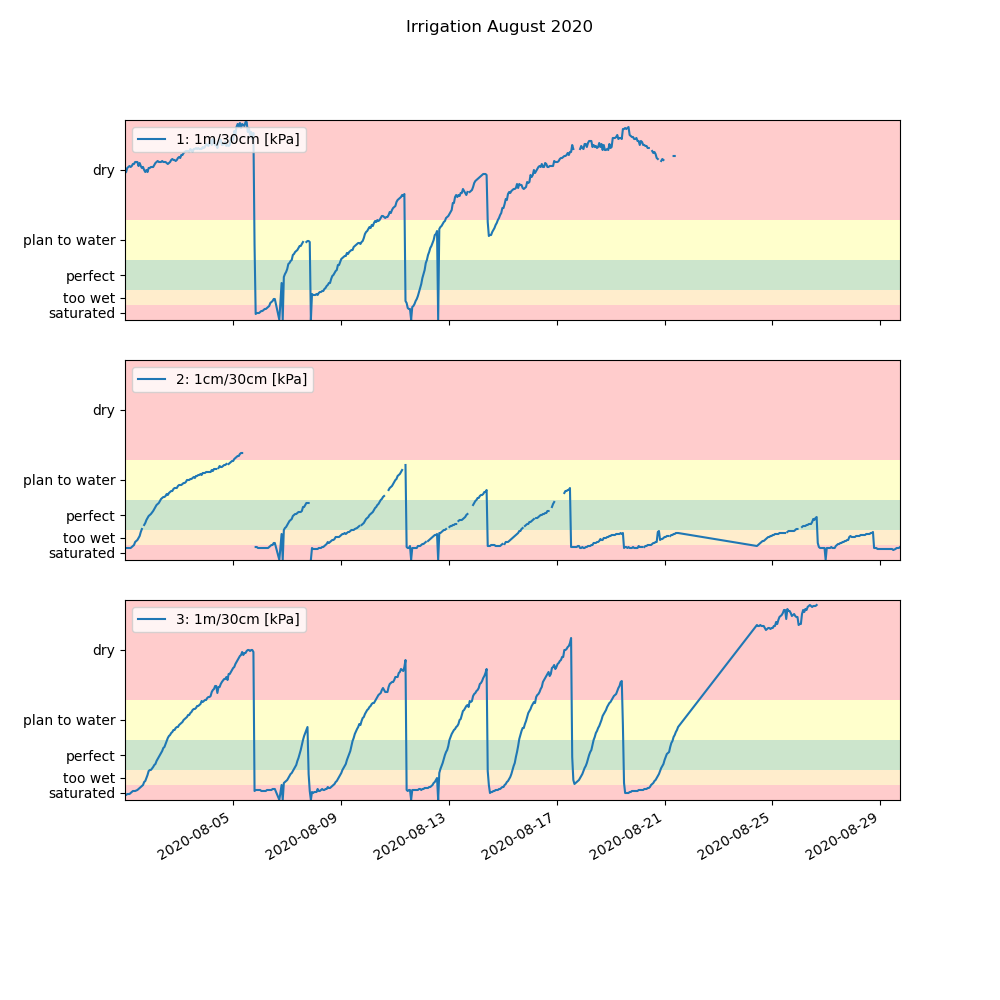 Irrigation August 2020
1: 1m/30cm [kPa]
dry
plan to water
perfect
too wet
saturated
2: 1cm/30cm [kPa]
dry
plan to water
perfect
too wet
saturated
3: 1m/30cm [kPa]
dry
plan to water
perfect
too wet
saturated
2020-08-05
2020-08-09
2020-08-13
2020-08-17
2020-08-21
2020-08-25
2020-08-29